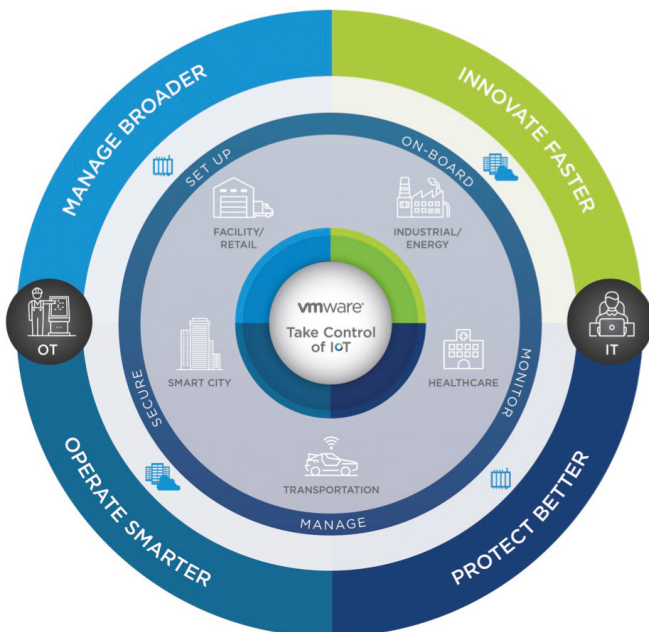 MANAGE BROADER
INNOVATE FASTER
SET UP
ON-BOARD
FACILITY/
RETAIL
INDUSTRIAL/
ENERGY
vmware®
Take Control
of IoT
OT
IT
SMART CITY
HEALTHCARE
SECURE
MONITOR
TRANSPORTATION
MANAGE
OPERATE SMARTER
PROTECT BETTER